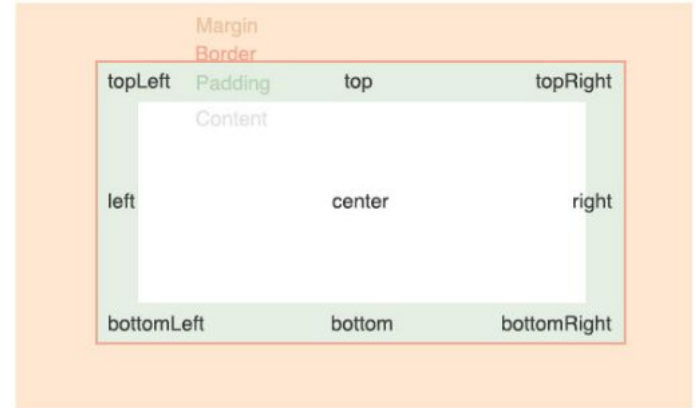 Margin
Border
topLeft Padding top topRight
Content
left center right
bottomLeft bottom bottomRight